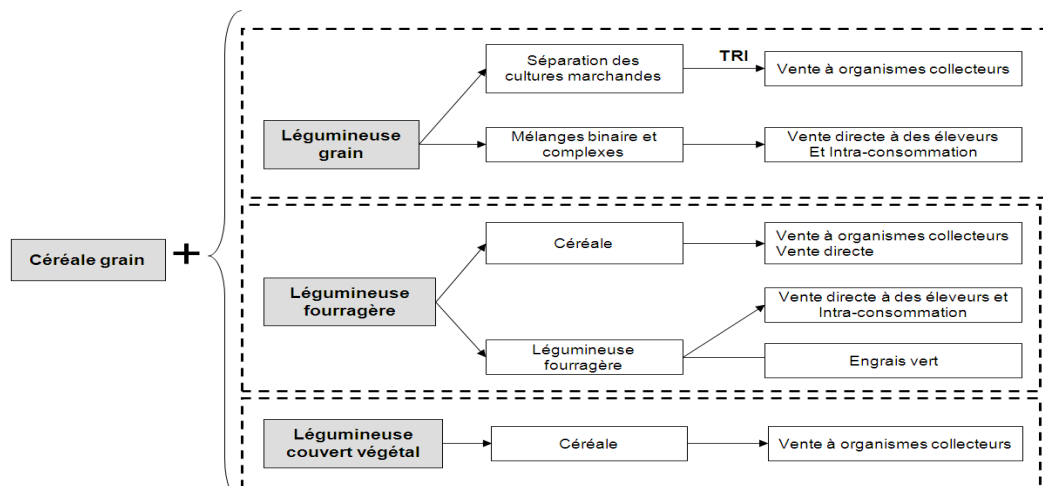 Céréale grain
+
Légumineuse
grain
Séparation des
cultures marchandes
TRI
Vente à organismes collecteurs
Mélanges binaire et
complexes
Vente directe à des éleveurs
Et Intra-consommation
Légumineuse
fourragère
Céréale
Vente à organismes collecteurs
Vente directe
Légumineuse
fourragère
Vente directe à des éleveurs et
Intra-consommation
Engrais vert
Légumineuse
couvert végétal
Céréale
Vente à organismes collecteurs